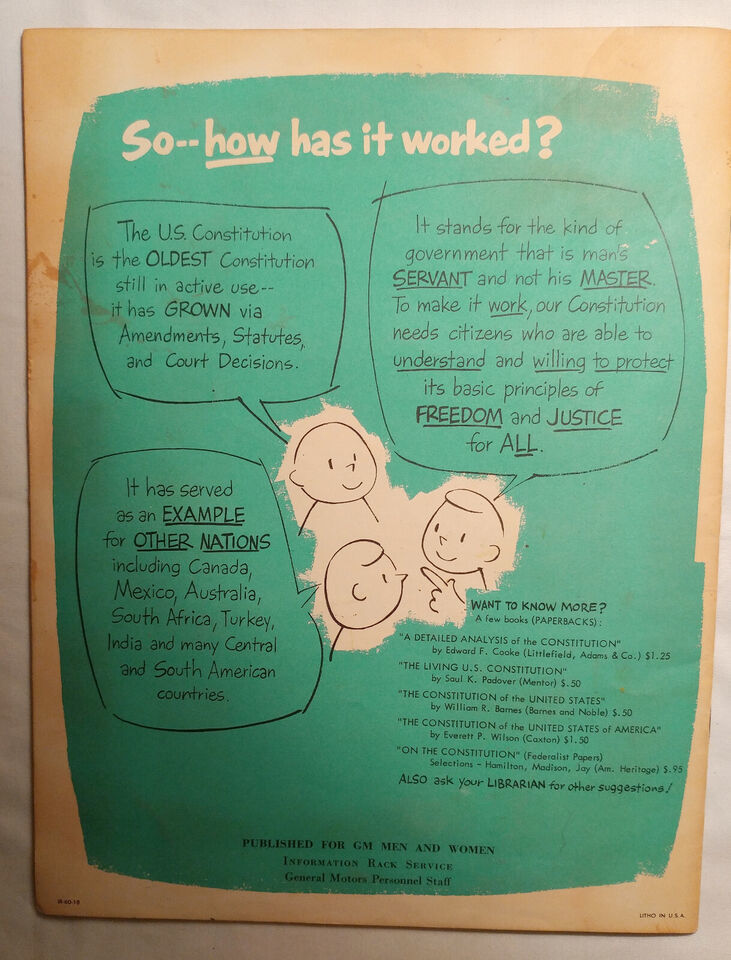 So-- how has it worked?
The U.S. Constitution
is the OLDEST Constitution
still in active use--
it has GROWN via
Amendments, Statutes,
and Court Decisions.
It stands for the kind of
government that is man's
SERVANT and not his MASTER.
To make it work, our Constitution
needs citizens who are able to
understand and willing to protect
its basic principles of
FREEDOM and JUSTICE
for ALL.
It has served
as an EXAMPLE
for OTHER NATIONS
including Canada,
Mexico, Australia,
South Africa, Turkey,
India and many Central
and South American
countries.
WANT TO KNOW MORE?
A few books (PAPERBACKS):
"A DETAILED ANALYSIS of the CONSTITUTION"
by Edward F. Cooke (Littlefield, Adams & Co.) $1.25
"THE LIVING U.S. CONSTITUTION"
by Saul K. Padover (Mentor) $.50
"THE CONSTITUTION of the UNITED STATES"
by William R. Barnes (Barnes and Noble) $.50
"THE CONSTITUTION of the UNITED STATES of AMERICA"
by Everett P. Wilson (Caxton) $1.50
"ON THE CONSTITUTION" (Federalist Papers)
Selections - Hamilton, Madison, Jay (Am. Heritage) $.95
ALSO ask your LIBRARIAN for other suggestions!
PUBLISHED FOR GM MEN AND WOMEN
INFORMATION RACK SERVICE
General Motors Personnel Staff
IR-60-18
LITHO IN U.S.A.